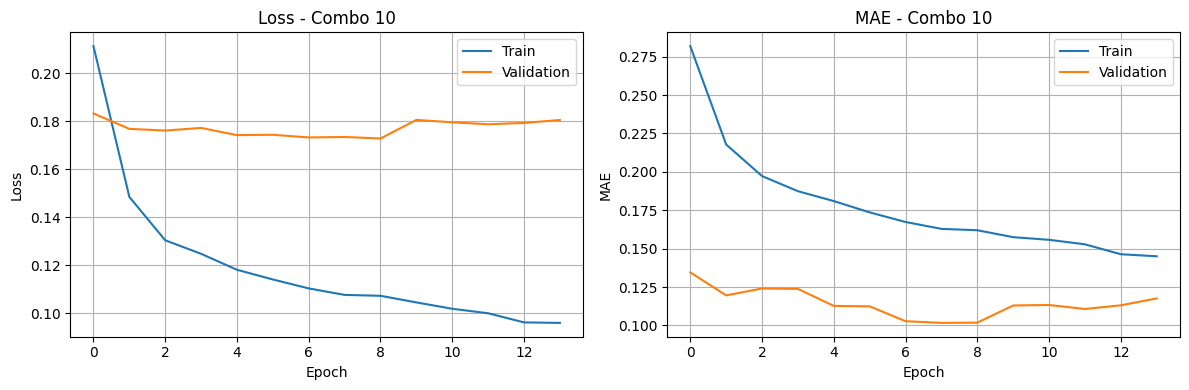 Loss - Combo 10
0.20
0.18
0.16
0.14
0.12
0.10
Loss
0 2 4 6 8 10 12
Epoch
Train
Validation
MAE - Combo 10
0.275
0.250
0.225
0.200
0.175
0.150
0.125
0.100
MAE
0 2 4 6 8 10 12
Epoch
Train
Validation